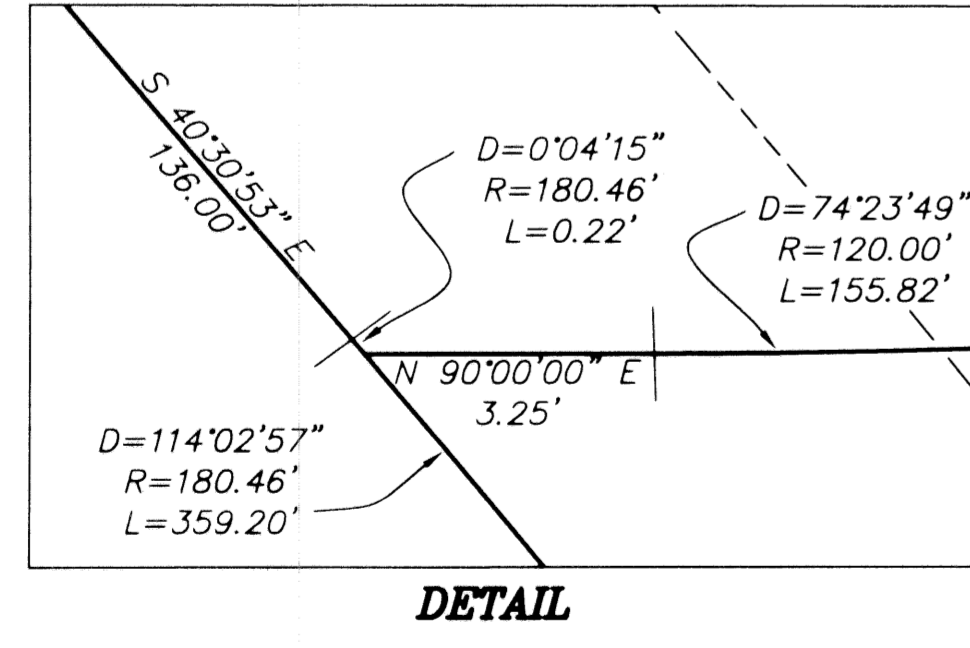 S 40°30'53" E
136.00'
D=0°04'15"
R=180.46'
L=0.22'
D=74°23'49"
R=120.00'
L=155.82'
N 90°00'00" E
3.25'
D=114°02'57"
R=180.46'
L=359.20'
DETAIL